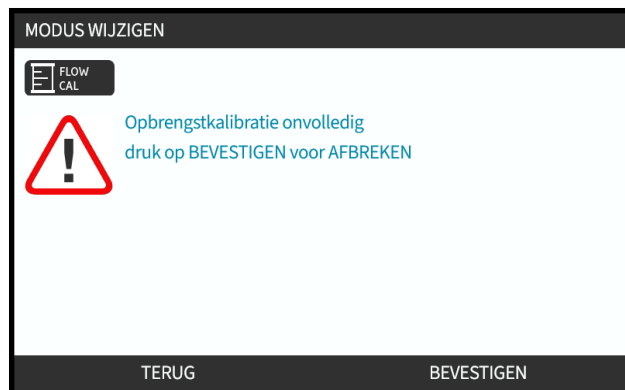 MODUS WIJZIGEN
FLOW
CAL
Opbrengstkalibratie onvolledig
druk op BEVESTIGEN voor AFBREKEN
TERUG
BEVESTIGEN